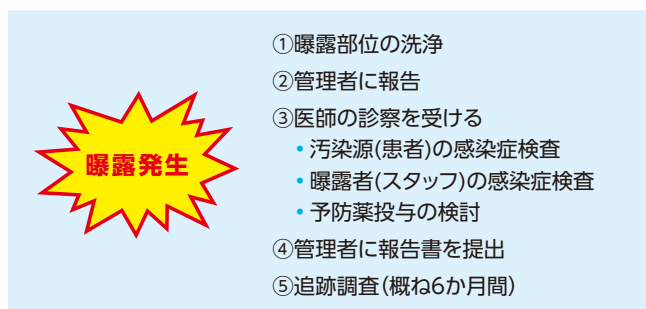 曝露発生
①曝露部位の洗浄
②管理者に報告
③医師の診察を受ける
・汚染源(患者)の感染症検査
・曝露者(スタッフ)の感染症検査
・予防薬投与の検討
④管理者に報告書を提出
⑤追跡調査(概ね6か月間)